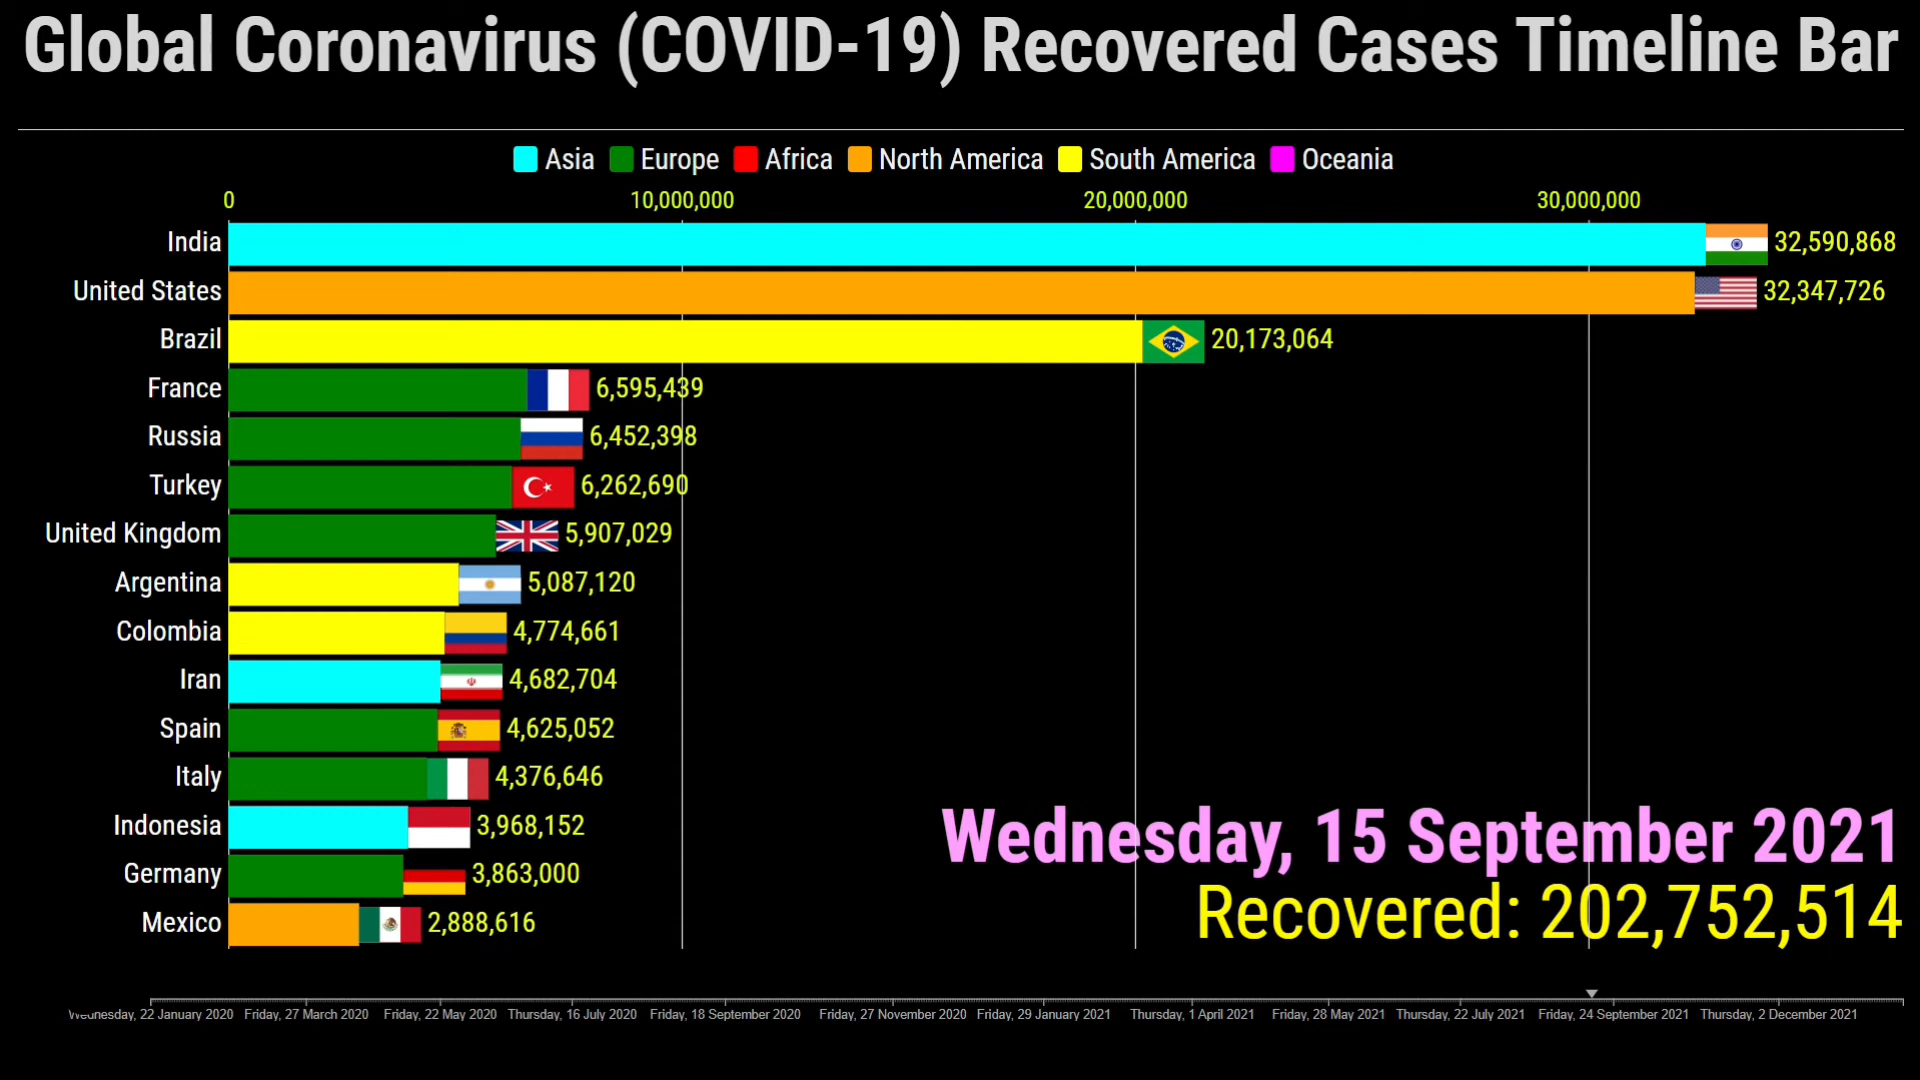 Global Coronavirus (COVID-19) Recovered Cases Timeline Bar
Asia Europe Africa North America South America Oceania
0 10,000,000 20,000,000 30,000,000
India 32,590,868
United States 32,347,726
Brazil 20,173,064
France 6,595,439
Russia 6,452,398
Turkey 6,262,690
United Kingdom 5,907,029
Argentina 5,087,120
Colombia 4,774,661
Iran 4,682,704
Spain 4,625,052
Italy 4,376,646
Indonesia 3,968,152
Germany 3,863,000
Mexico 2,888,616
Wednesday, 15 September 2021
Recovered: 202,752,514
Wednesday, 22 January 2020 Friday, 27 March 2020 Friday, 22 May 2020 Thursday, 16 July 2020 Friday, 18 September 2020 Friday, 27 November 2020 Friday, 29 January 2021 Thursday, 1 April 2021 Friday, 28 May 2021 Thursday, 22 July 2021 Friday, 24 September 2021 Thursday, 2 December 2021